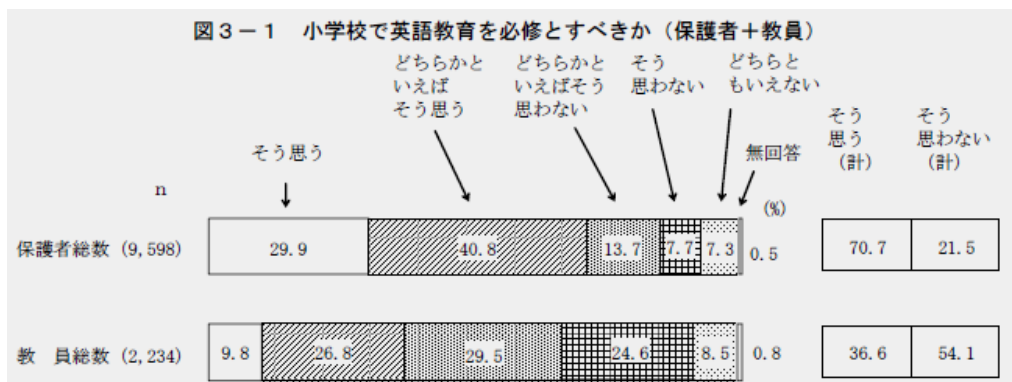 図3-1 小学校で英語教育を必修とすべきか(保護者+教員)
そう思う
どちらかと
いえば
そう思う
どちらかと
いえばそう
思わない
そう
思わない
どちらと
もいえない
無回答
そう
思う
(計)
そう
思わない
(計)
n
(%)
保護者総数 (9,598) 29.9 40.8 13.7 7.7 7.3 0.5 70.7 21.5
教 員総数 (2,234) 9.8 26.8 29.5 24.6 8.5 0.8 36.6 54.1